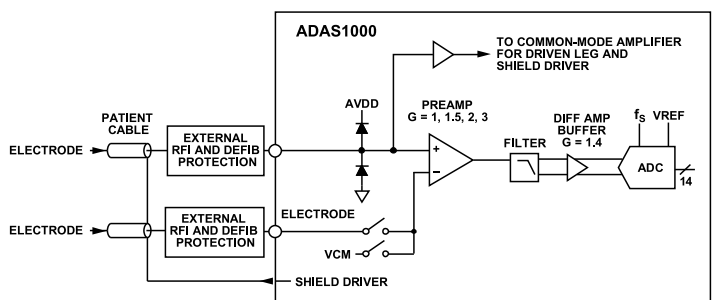 ADAS1000
TO COMMON-MODE AMPLIFIER
FOR DRIVEN LEG AND
SHIELD DRIVER
PATIENT
CABLE
AVDD
PREAMP
G = 1, 1.5, 2, 3
DIFF AMP
BUFFER
G = 1.4
fS
VREF
FILTER
ELECTRODE
EXTERNAL
RFI AND DEFIB
PROTECTION
+
−
ADC
14
ELECTRODE
EXTERNAL
RFI AND DEFIB
PROTECTION
ELECTRODE
VCM
SHIELD DRIVER